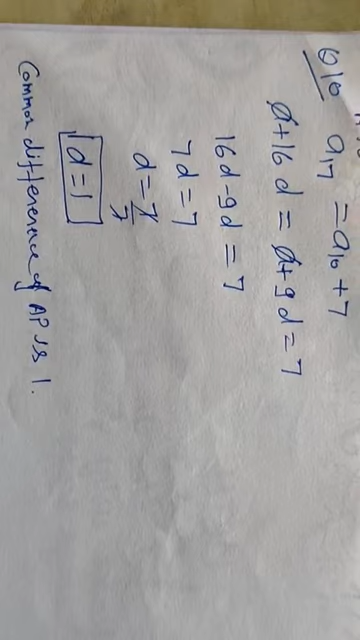 610 a17 = a10 + 7
a + 16d = a + 9d = 7
16d - 9d = 7
7d = 7
d = 7/7
d = 1
Common difference of AP is 1.